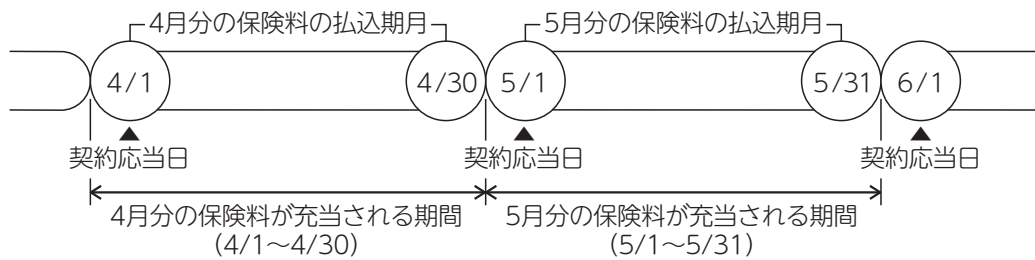 4月分の保険料の払込期月
5月分の保険料の払込期月
4/1
4/30
5/1
5/31
6/1
契約応当日
契約応当日
契約応当日
4月分の保険料が充当される期間
(4/1~4/30)
5月分の保険料が充当される期間
(5/1~5/31)